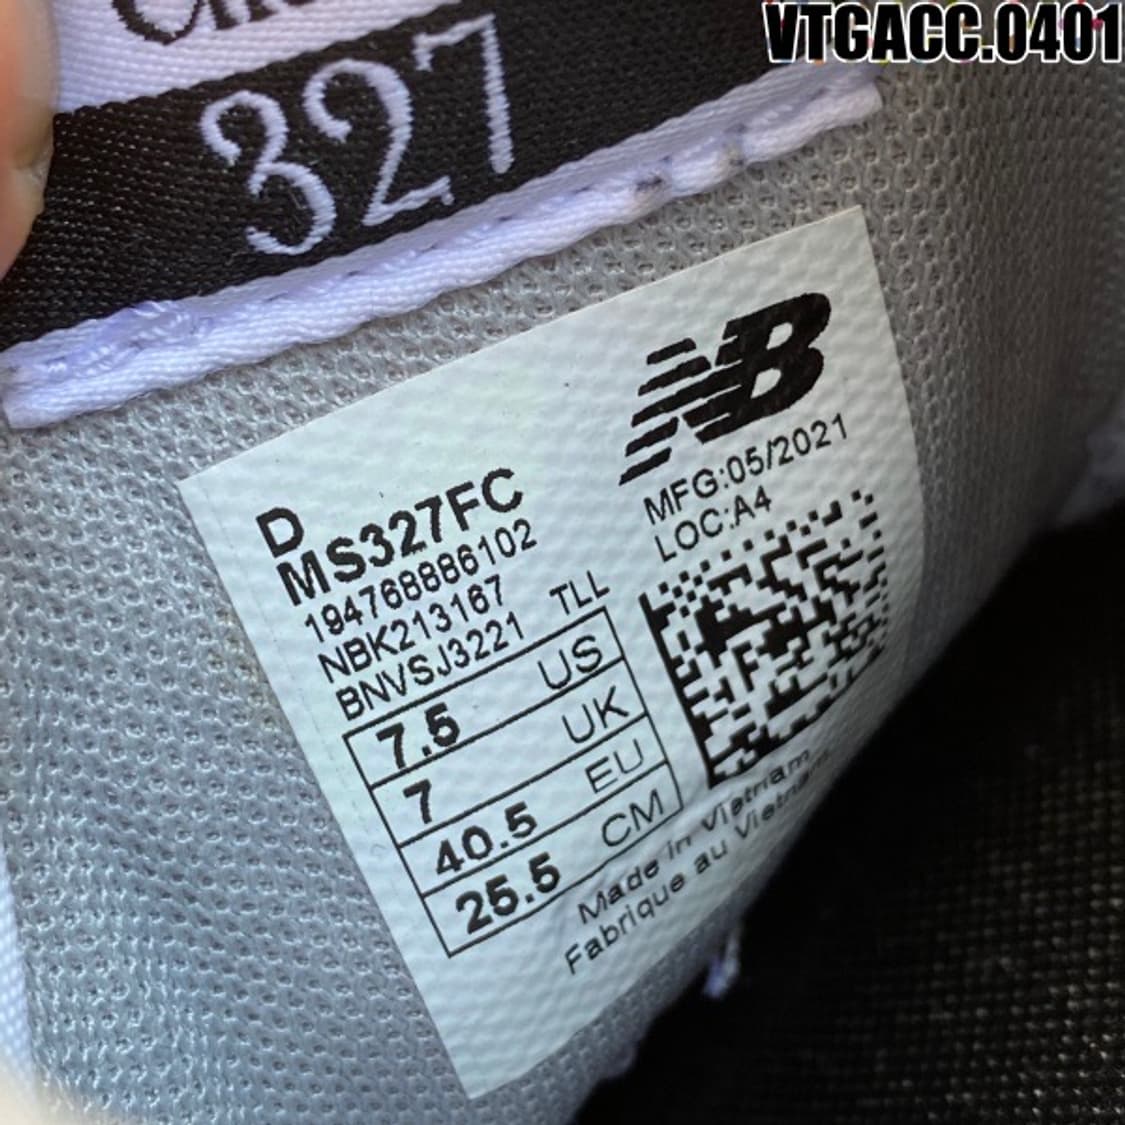 VTGACC.0401
327
NB
MFG:05/2021
LOC:A4
D
MS327FC
194768886102
NBK213167
BNVSJ3221 TLL
7.5 US
7 UK
40.5 EU
25.5 CM
Made in Vietnam
Fabrique au Vietnam